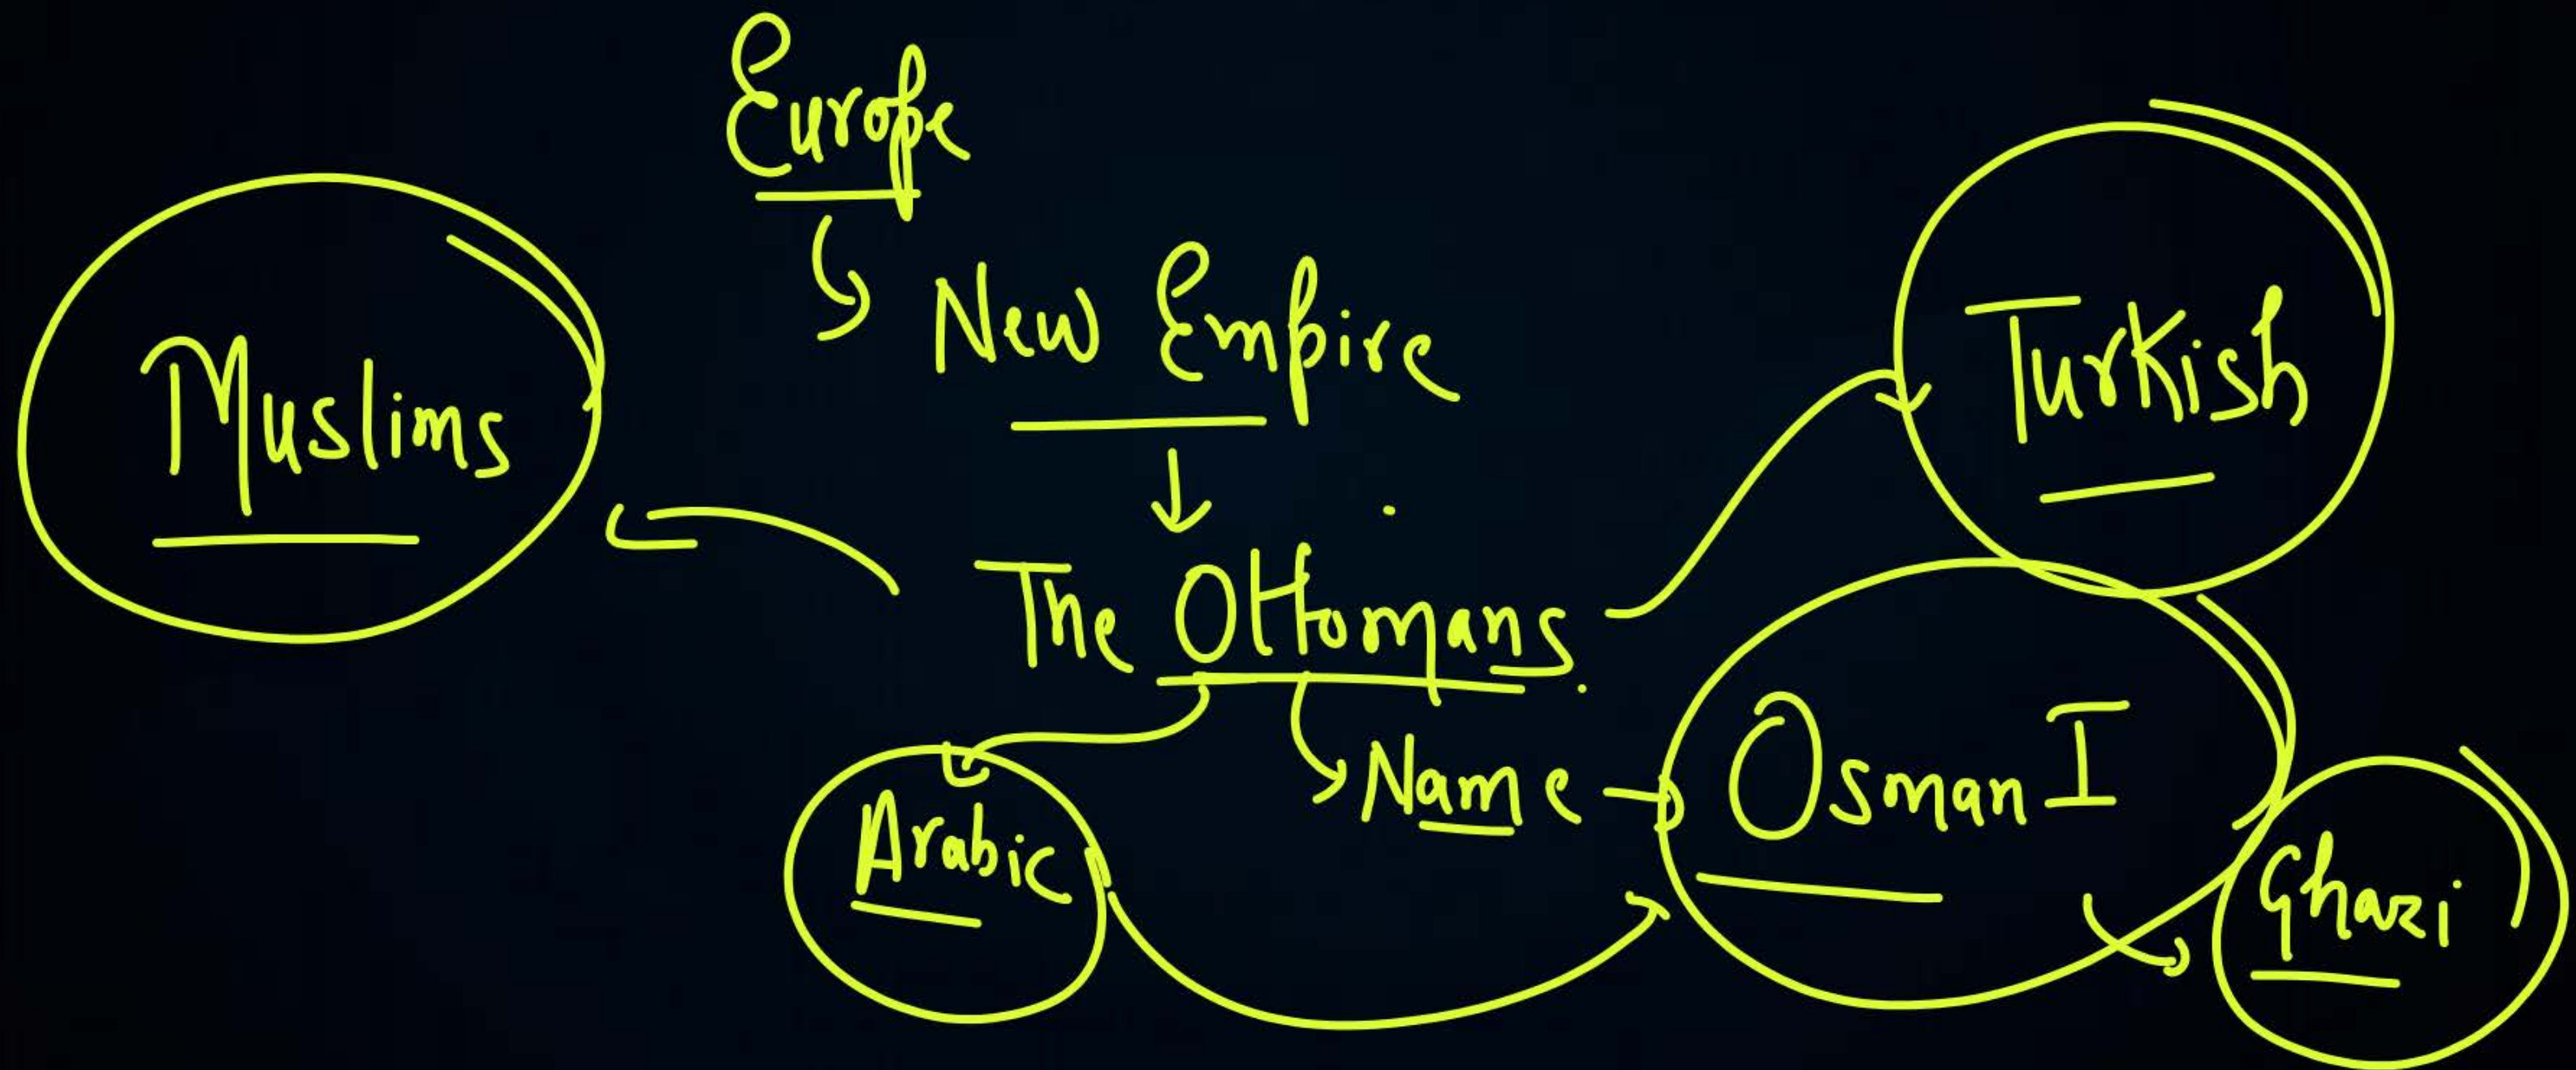 Europe
New Empire
Muslims
Turkish
The Ottomans.
Name
Osman I
Arabic
Ghazi